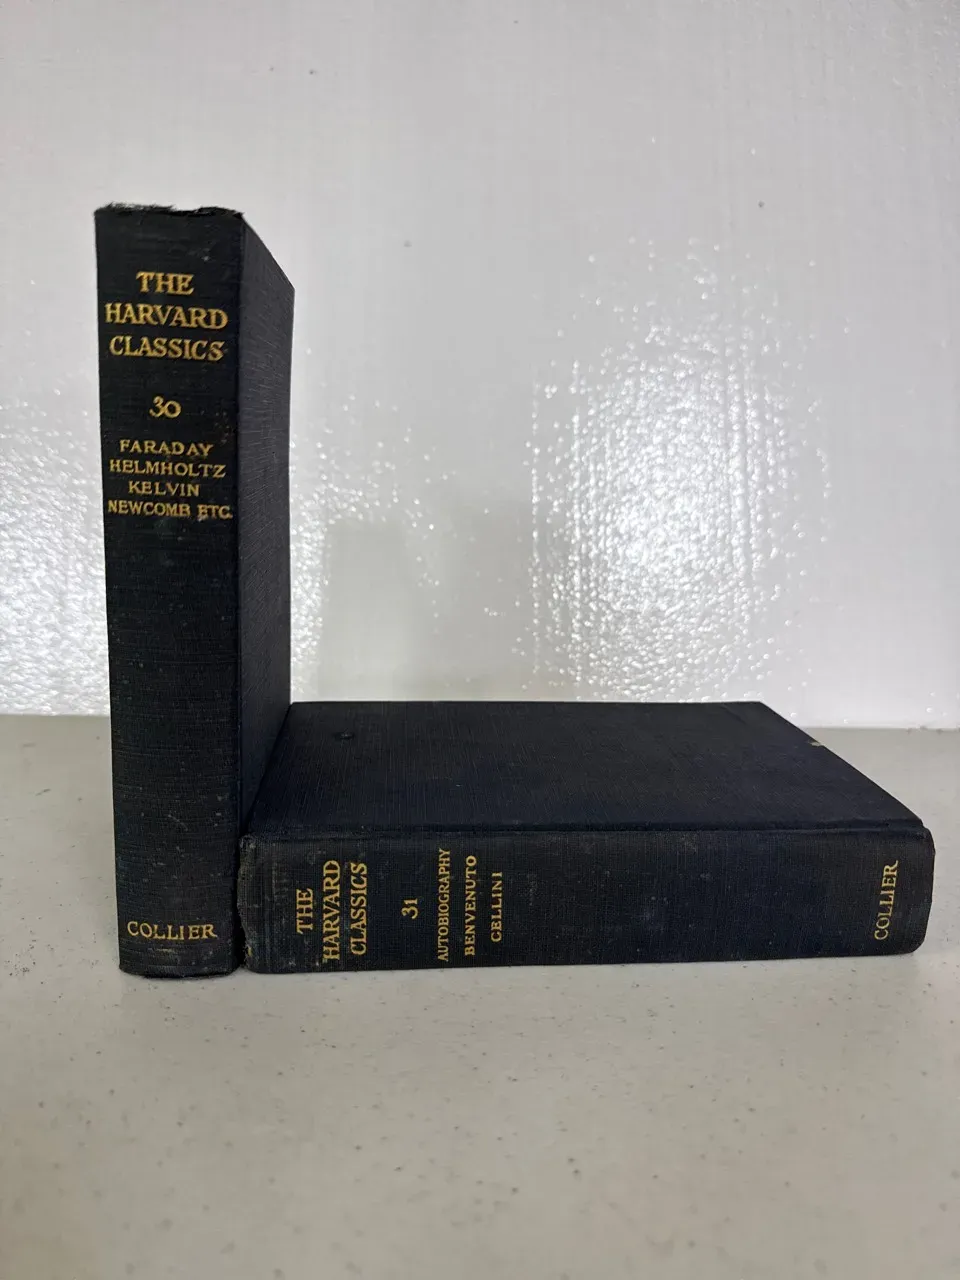 THE
HARVARD
CLASSICS
30
FARADAY
HELMHOLTZ
KELVIN
NEWCOMB ETC.
COLLIER
THE
HARVARD
CLASSICS
31
AUTOBIOGRAPHY
BENVENUTO
CELLINI
COLLIER